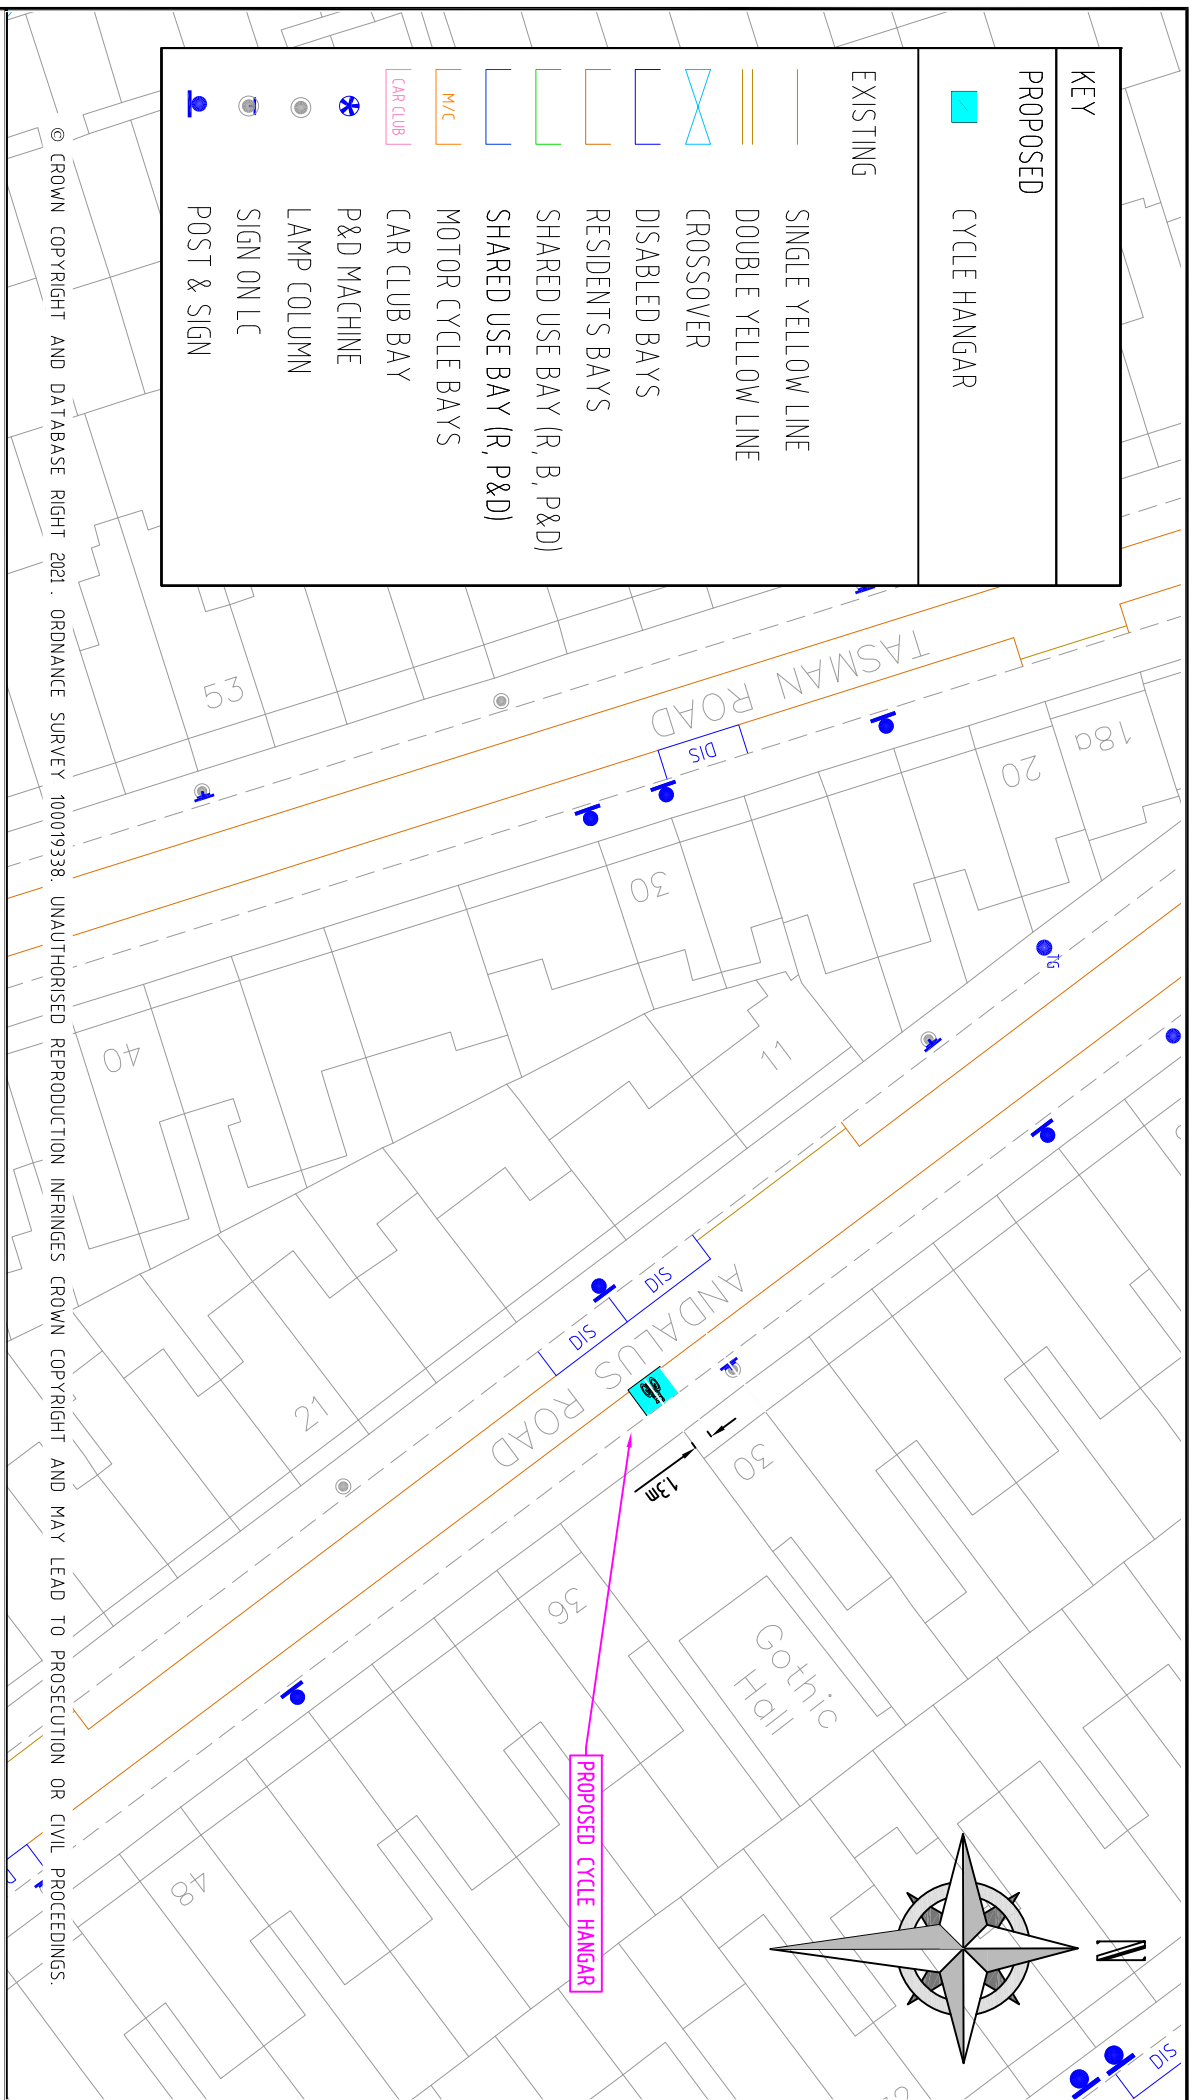 KEY
PROPOSED
CYCLE HANGAR
EXISTING
SINGLE YELLOW LINE
DOUBLE YELLOW LINE
CROSSOVER
DISABLED BAYS
RESIDENTS BAYS
SHARED USE BAY (R, B, P&D)
SHARED USE BAY (R, P&D)
M/C
MOTOR CYCLE BAYS
CAR CLUB
CAR CLUB BAY
P&D MACHINE
LAMP COLUMN
SIGN ON LC
POST & SIGN
TASMAN ROAD
DIS
18a
20
30
40
53
TG
11
21
DIS
DIS
ANDALUS ROAD
1.3m
30
36
48
Gothic
Hall
PROPOSED CYCLE HANGAR
N
DIS
© CROWN COPYRIGHT AND DATABASE RIGHT 2021 . ORDNANCE SURVEY 100019338. UNAUTHORISED REPRODUCTION INFRINGES CROWN COPYRIGHT AND MAY LEAD TO PROSECUTION OR CIVIL PROCEEDINGS.